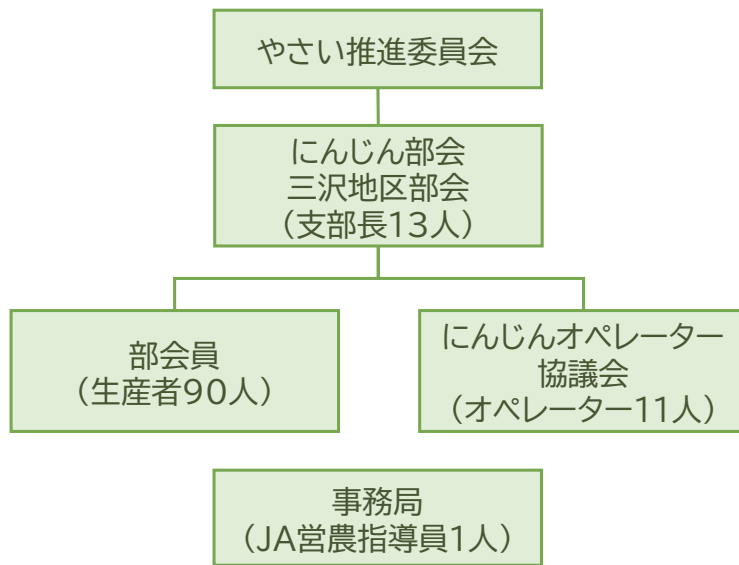 やさい推進委員会
にんじん部会
三沢地区部会
（支部長13人）
部会員
（生産者90人）
にんじんオペレーター
協議会
（オペレーター11人）
事務局
（JA営農指導員1人）